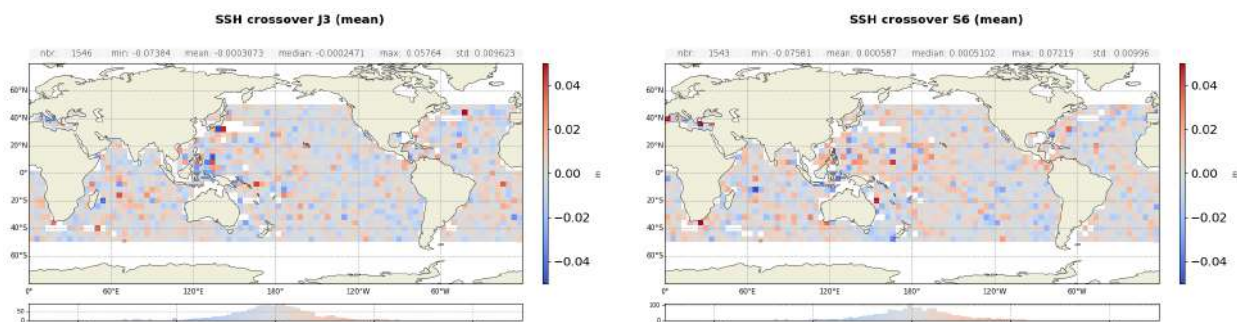 SSH crossover J3 (mean)
nbr: 1546 min: -0.07384 mean: -0.0003073 median: -0.0002471 max: 0.05764 std: 0.009623
60°N
40°N
20°N
0°
20°S
40°S
60°S
0°
60°E
120°E
180°
120°W
60°W
0.04
0.02
0.00
−0.02
−0.04
m
50
0
SSH crossover S6 (mean)
nbr: 1543 min: -0.07561 mean: 0.000587 median: 0.0005102 max: 0.07219 std: 0.00996
60°N
40°N
20°N
0°
20°S
40°S
60°S
0°
60°E
120°E
180°
120°W
60°W
0.04
0.02
0.00
−0.02
−0.04
m
100
0